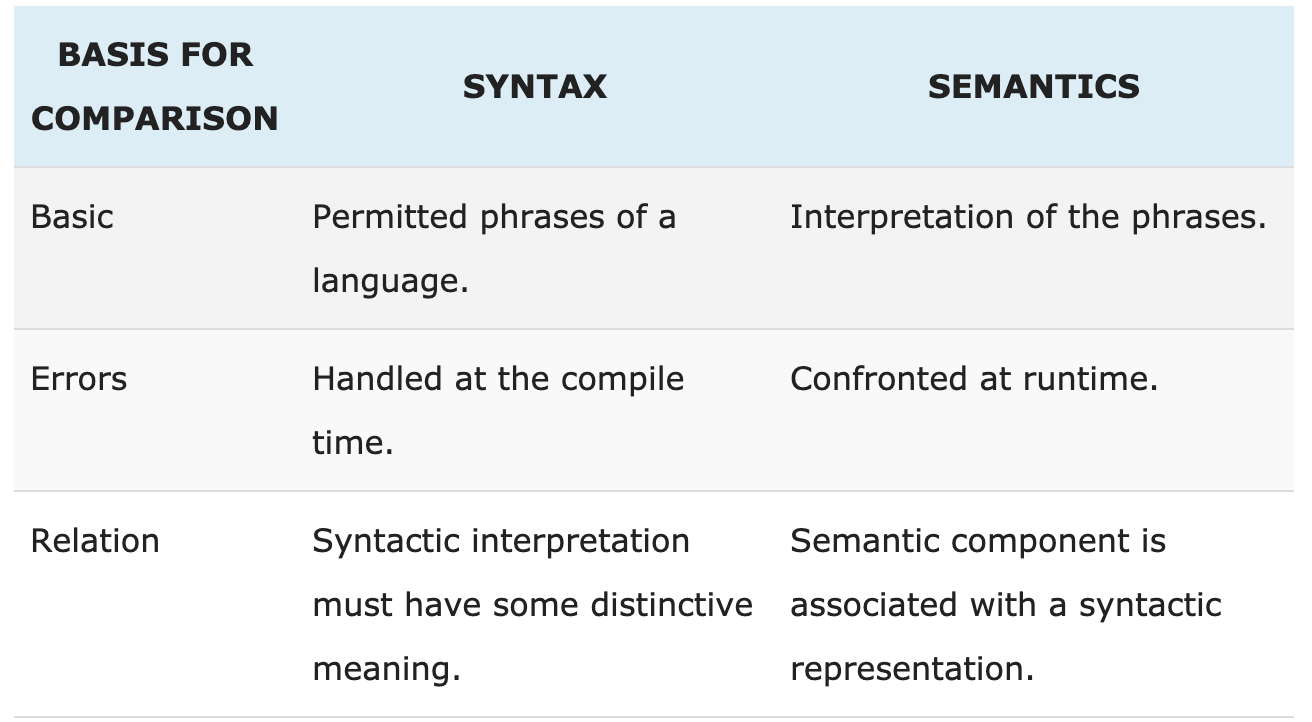 BASIS FOR
COMPARISON
SYNTAX
SEMANTICS
Basic
Permitted phrases of a
language.
Interpretation of the phrases.
Errors
Handled at the compile
time.
Confronted at runtime.
Relation
Syntactic interpretation
must have some distinctive
meaning.
Semantic component is
associated with a syntactic
representation.